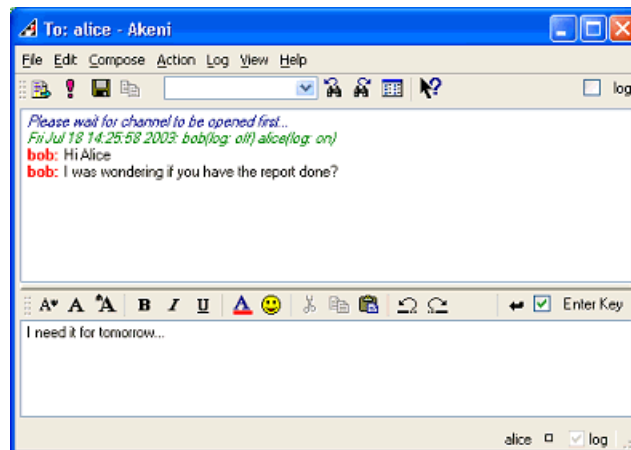 To: alice - Akeni
File Edit Compose Action Log View Help
log
Please wait for channel to be opened first...
Fri Jul 18 14:25:58 2003: bob(log: off) alice(log: on)
bob: Hi Alice
bob: I was wondering if you have the report done?
A A A B I U A Enter Key
I need it for tomorrow...
alice log